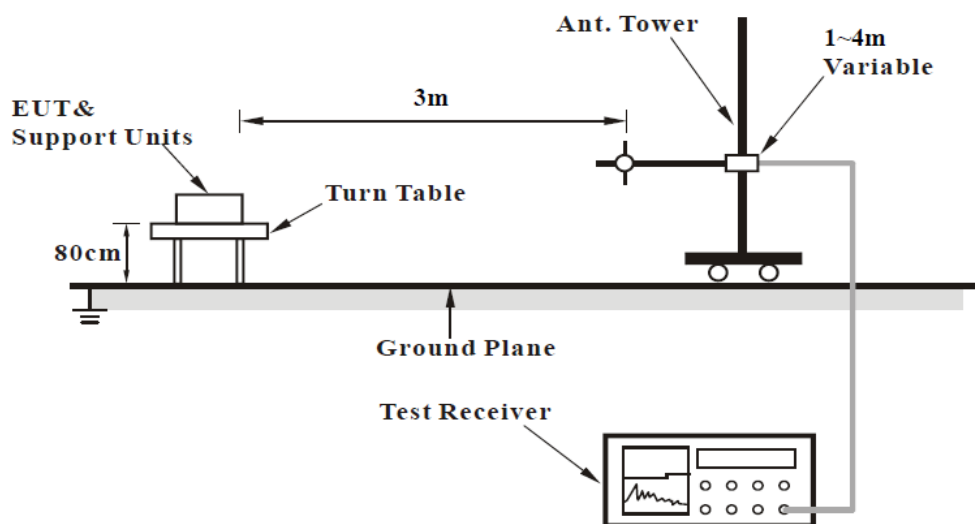 Ant. Tower
1~4m
Variable
3m
EUT&
Support Units
Turn Table
80cm
Ground Plane
Test Receiver